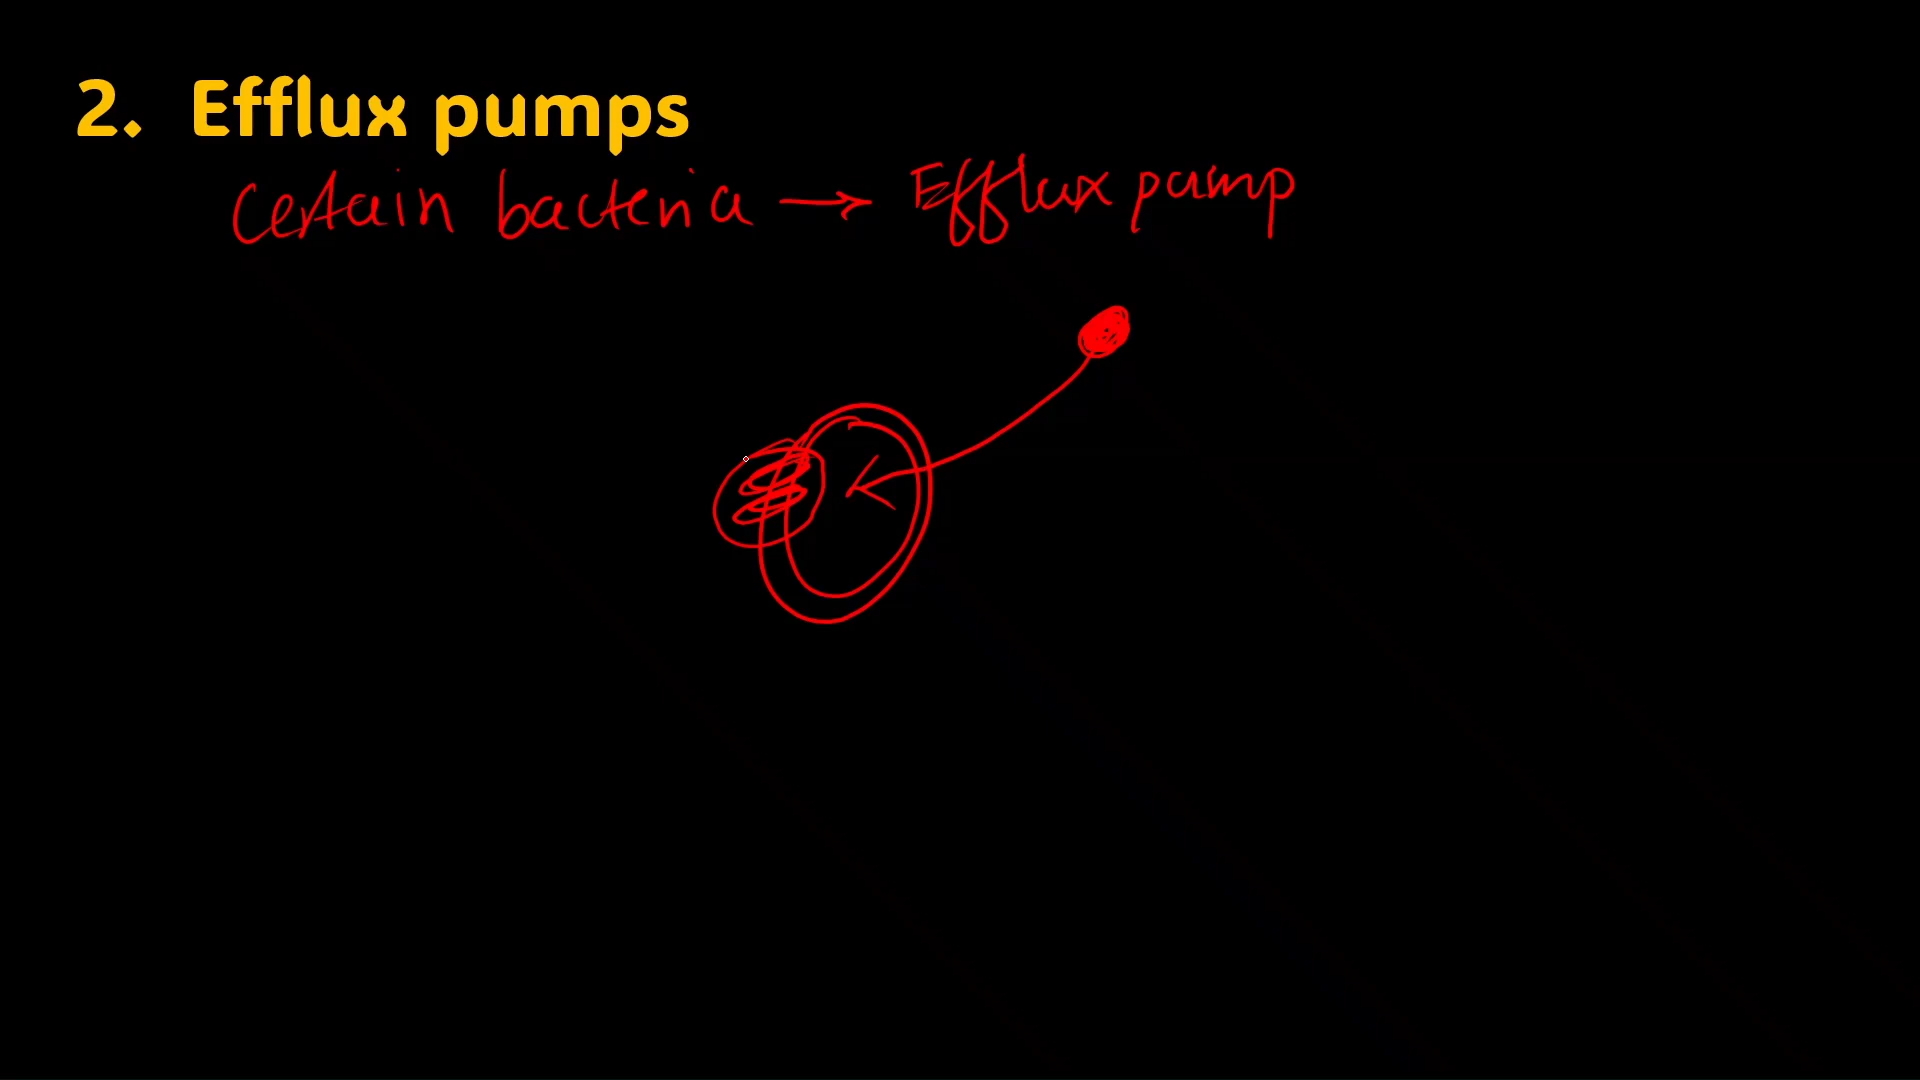 2. Efflux pumps
Certain bacteria → Efflux pump